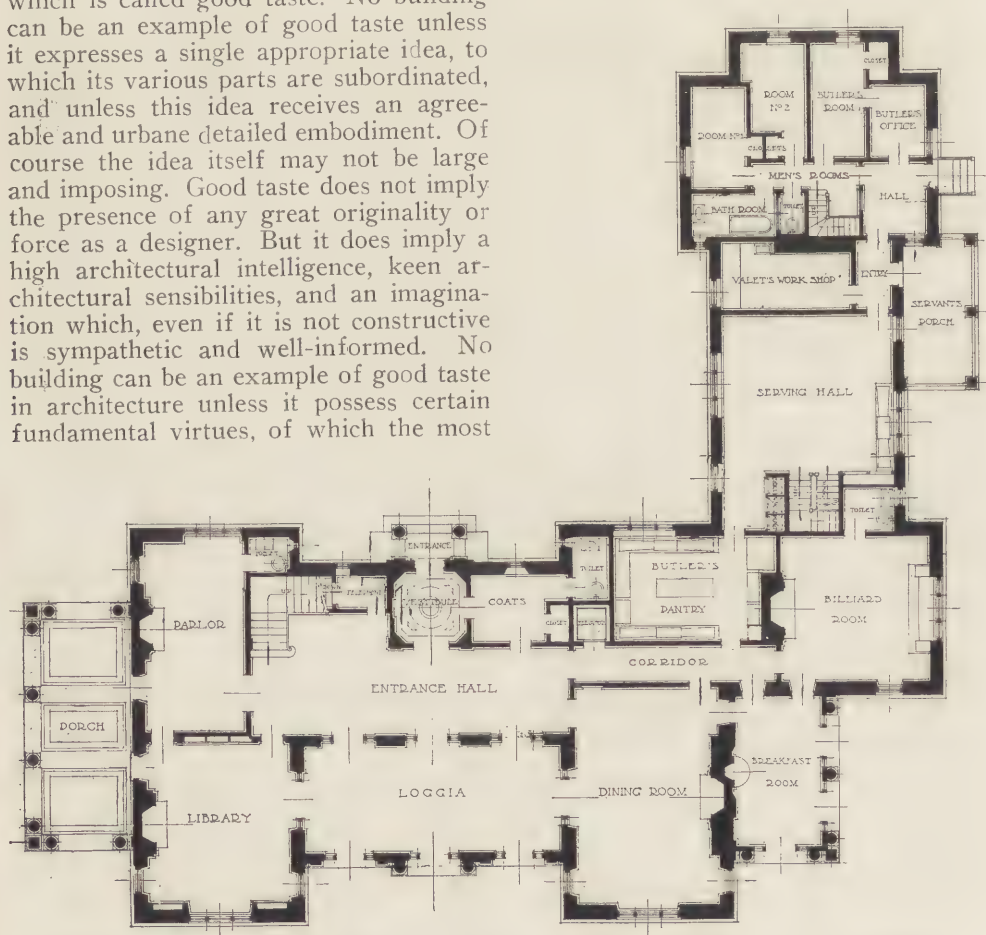 which is called good taste. No building
can be an example of good taste unless
it expresses a single appropriate idea, to
which its various parts are subordinated,
and unless this idea receives an agree-
able and urbane detailed embodiment. Of
course the idea itself may not be large
and imposing. Good taste does not imply
the presence of any great originality or
force as a designer. But it does imply a
high architectural intelligence, keen ar-
chitectural sensibilities, and an imagina-
tion which, even if it is not constructive
is sympathetic and well-informed. No
building can be an example of good taste
in architecture unless it possess certain
fundamental virtues, of which the most
CLOSET
ROOM
Nº 2
BUTLER'S
ROOM
BUTLER'S
OFFICE
ROOM Nº 1
CLOSETS
MEN'S ROOMS
HALL
BATH ROOM
TOILET
UP
VALET'S WORK SHOP
ENTRY
SERVANTS
PORCH
SERVING HALL
TOILET
ENTRANCE
TOILET
VESTIBULE
COATS
TOILET
CLOSET
BUTLER'S
PANTRY
BILLIARD
ROOM
PARLOR
CORRIDOR
ENTRANCE HALL
PORCH
LIBRARY
LOGGIA
DINING ROOM
BREAKFAST
ROOM